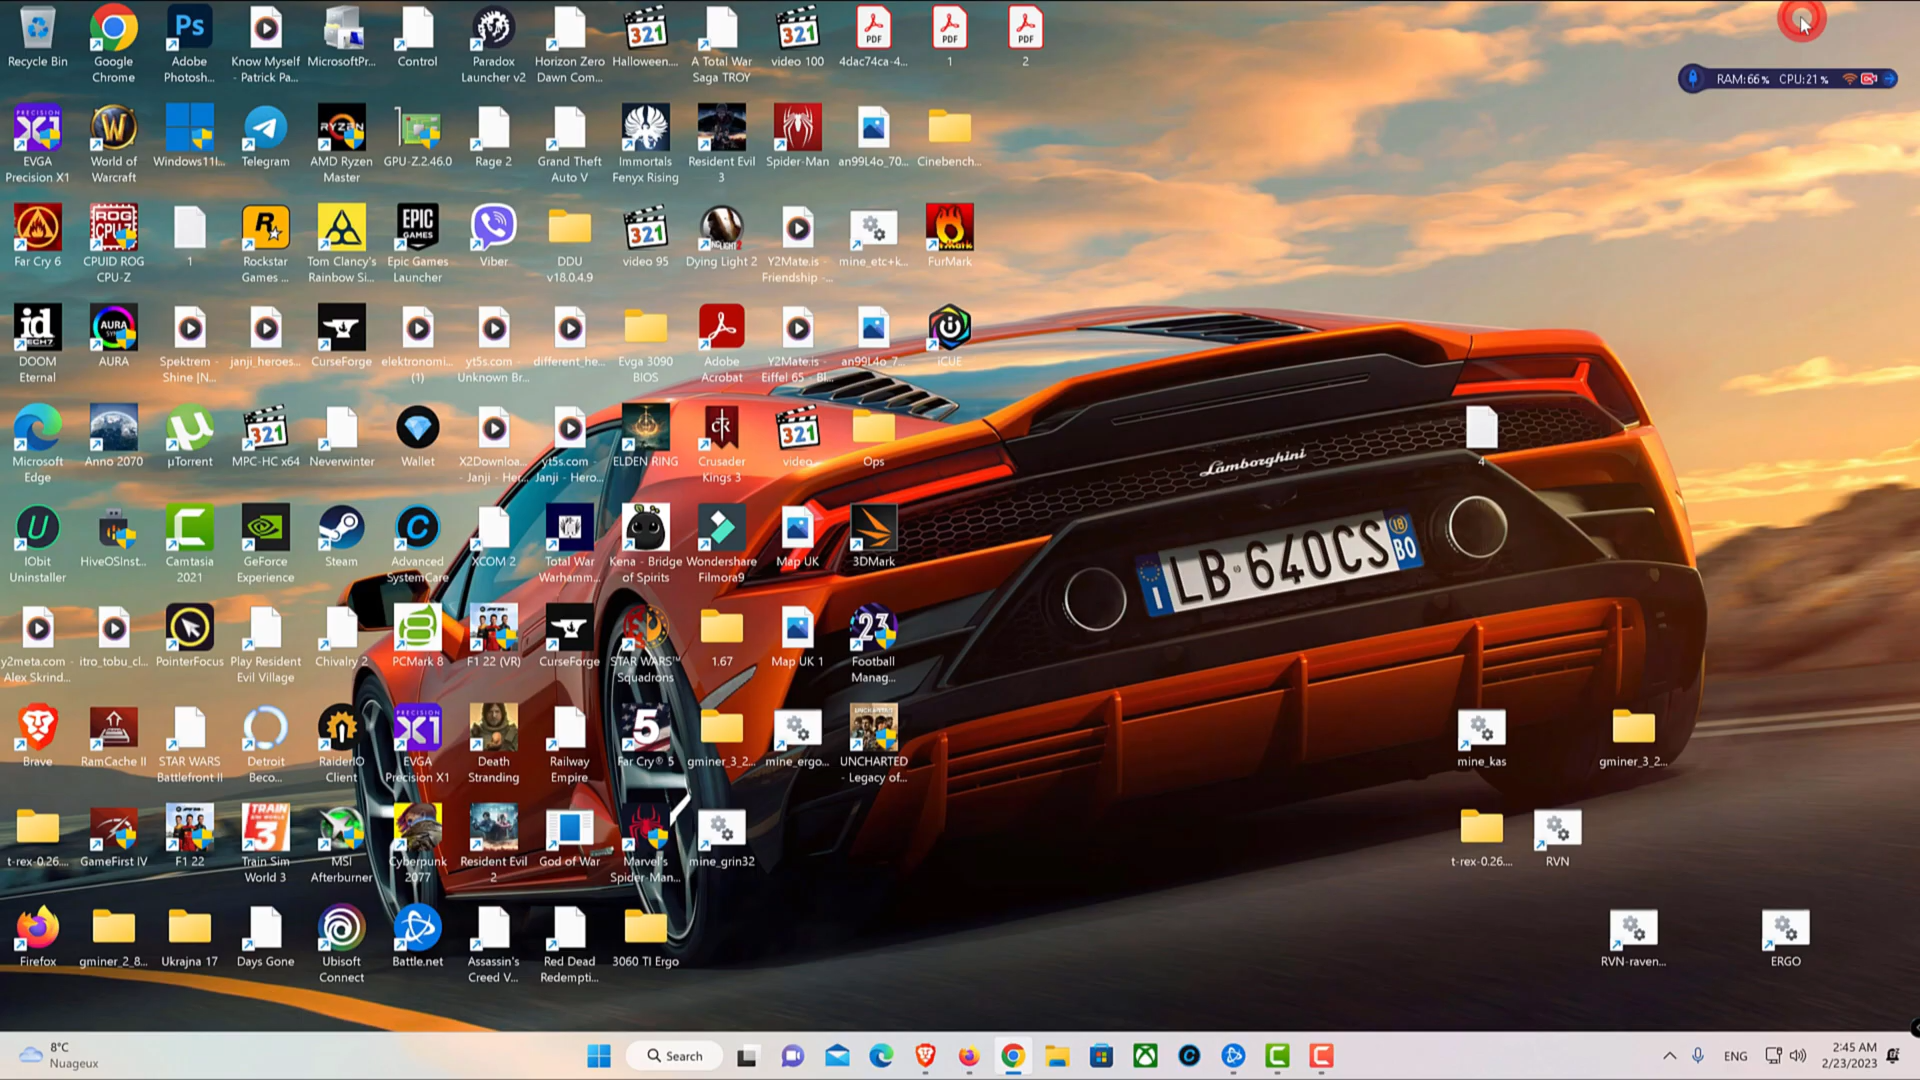 Recycle Bin
Google
Chrome
Adobe
Photosh...
Know Myself
- Patrick Pa...
MicrosoftPr...
Control
Paradox
Launcher v2
Horizon Zero
Dawn Com...
Halloween....
A Total War
Saga TROY
video 100
4dac74ca-4...
1
2
RAM:66% CPU:21%
EVGA
Precision X1
World of
Warcraft
Windows11I...
Telegram
AMD Ryzen
Master
GPU-Z.2.46.0
Rage 2
Grand Theft
Auto V
Immortals
Fenyx Rising
Resident Evil
3
Spider-Man
an99L4o_70...
Cinebench...
Far Cry 6
CPUID ROG
CPU-Z
1
Rockstar
Games ...
Tom Clancy's
Rainbow Si...
Epic Games
Launcher
Viber
DDU
v18.0.4.9
video 95
Dying Light 2
Y2Mate.is -
Friendship -...
mine_etc+k...
FurMark
DOOM
Eternal
AURA
Spektrem -
Shine [N...
janji_heroes...
CurseForge
elektronomi...
(1)
yt5s.com -
Unknown Br...
different_he...
Evga 3090
BIOS
Adobe
Acrobat
Y2Mate.is -
Eiffel 65 - Bl...
an99L4o_7...
iCUE
Microsoft
Edge
Anno 2070
µTorrent
MPC-HC x64
Neverwinter
Wallet
X2Downloa...
- Janji - He...
yt5s.com -
Janji - Hero...
ELDEN RING
Crusader
Kings 3
video
Ops
4
Lamborghini
LB 640CS
18
BO
I
IObit
Uninstaller
HiveOSInst...
Camtasia
2021
GeForce
Experience
Steam
Advanced
SystemCare
XCOM 2
Total War
Warhamm...
Kena - Bridge
of Spirits
Wondershare
Filmora9
Map UK
3DMark
y2meta.com -
Alex Skrind...
itro_tobu_cl...
PointerFocus
Play Resident
Evil Village
Chivalry 2
PCMark 8
F1 22 (VR)
CurseForge
STAR WARS™
Squadrons
1.67
Map UK 1
Football
Manag...
Brave
RamCache II
STAR WARS
Battlefront II
Detroit
Beco...
RaiderIO
Client
EVGA
Precision X1
Death
Stranding
Railway
Empire
Far Cry® 5
gminer_3_2...
mine_ergo...
UNCHARTED
- Legacy of...
mine_kas
gminer_3_2...
t-rex-0.26....
GameFirst IV
F1 22
Train Sim
World 3
MSI
Afterburner
Cyberpunk
2077
Resident Evil
2
God of War
Marvel's
Spider-Man...
mine_grin32
t-rex-0.26....
RVN
Firefox
gminer_2_8...
Ukrajna 17
Days Gone
Ubisoft
Connect
Battle.net
Assassin's
Creed V...
Red Dead
Redempti...
3060 TI Ergo
RVN-raven...
ERGO
8°C
Nuageux
Search
ENG
2:45 AM
2/23/2023